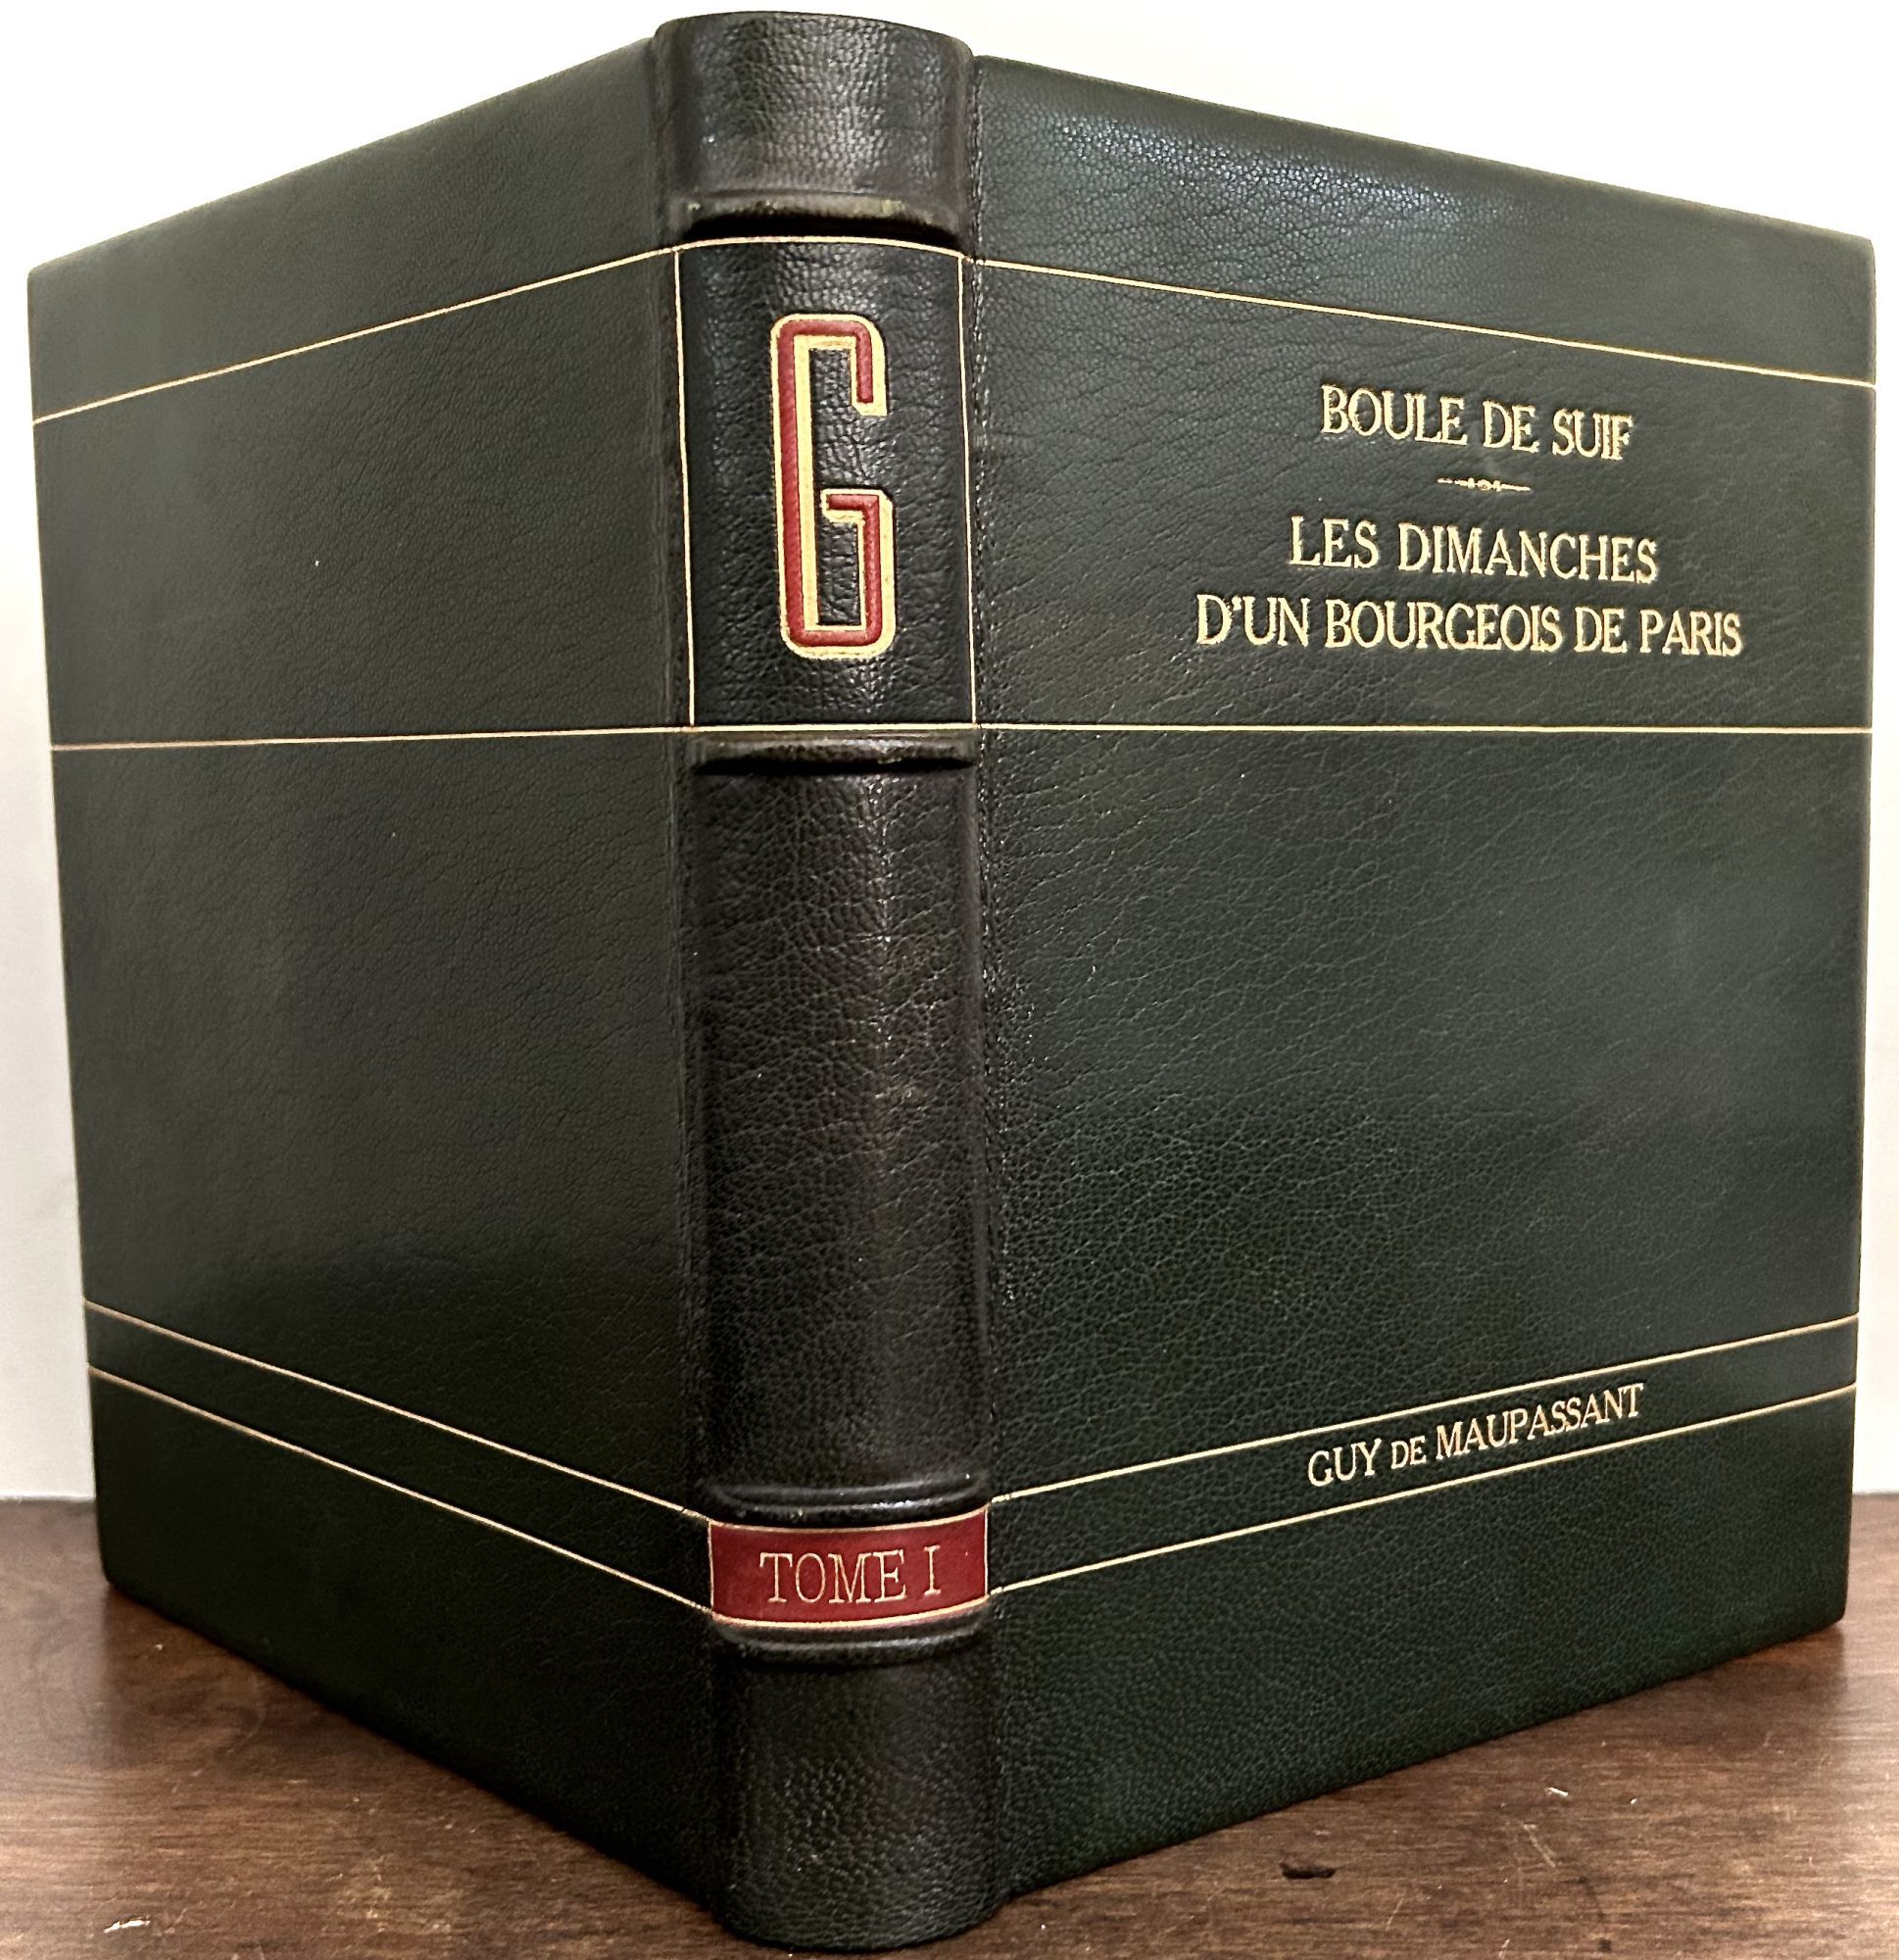 G
TOME I
BOULE DE SUIF
LES DIMANCHES
D'UN BOURGEOIS DE PARIS
GUY DE MAUPASSANT